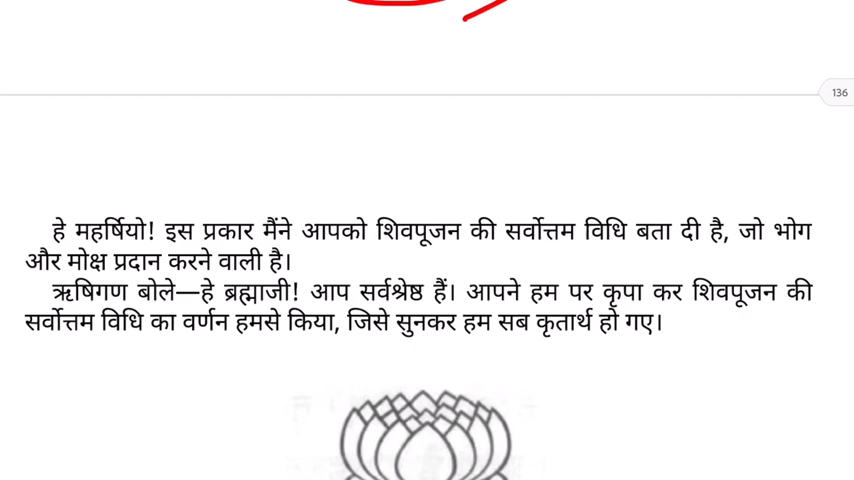 136
हे महर्षियो! इस प्रकार मैंने आपको शिवपूजन की सर्वोत्तम विधि बता दी है, जो भोग
और मोक्ष प्रदान करने वाली है।
ऋषिगण बोले—हे ब्रह्माजी! आप सर्वश्रेष्ठ हैं। आपने हम पर कृपा कर शिवपूजन की
सर्वोत्तम विधि का वर्णन हमसे किया, जिसे सुनकर हम सब कृतार्थ हो गए।